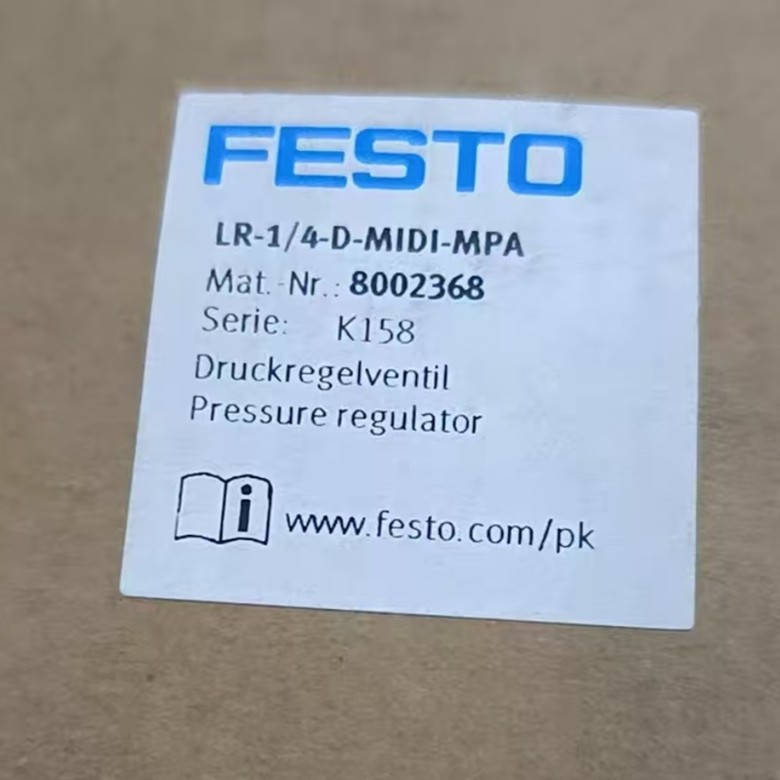 FESTO
LR-1/4-D-MIDI-MPA
Mat.-Nr.: 8002368
Serie: K158
Druckregelventil
Pressure regulator
i www.festo.com/pk